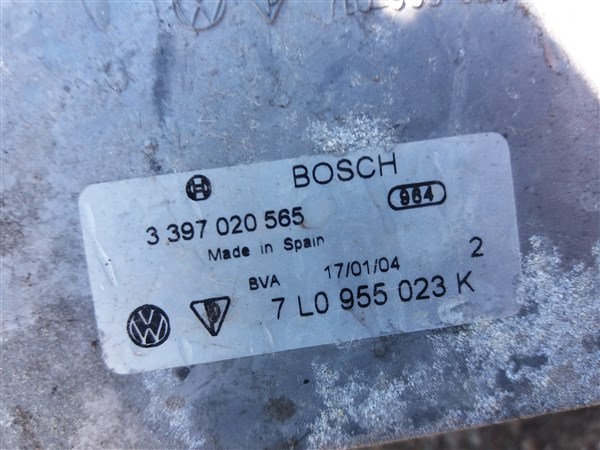 BOSCH
3 397 020 565
964
Made in Spain
BVA 17/01/04 2
7 L0 955 023 K